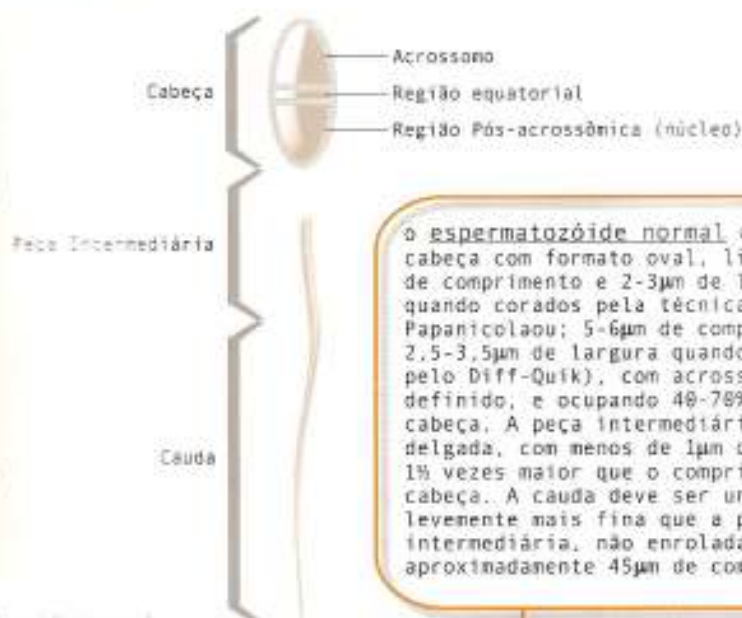 Acrossomo
Cabeça
Região equatorial
Região Pós-acrossômica (núcleo)
Peça Intermediária
o espermatozóide normal
cabeça com formato oval, li
de comprimento e 2-3µm de l
quando corados pela técnica
Papanicolaou; 5-6µm de comp
2,5-3,5µm de largura quando
pelo Diff-Quik), com across
definido, e ocupando 40-70%
cabeça. A peça intermediári
delgada, com menos de 1µm d
1½ vezes maior que o compri
cabeça. A cauda deve ser un
levemente mais fina que a p
intermediária, não enrolada
aproximadamente 45µm de com
Cauda